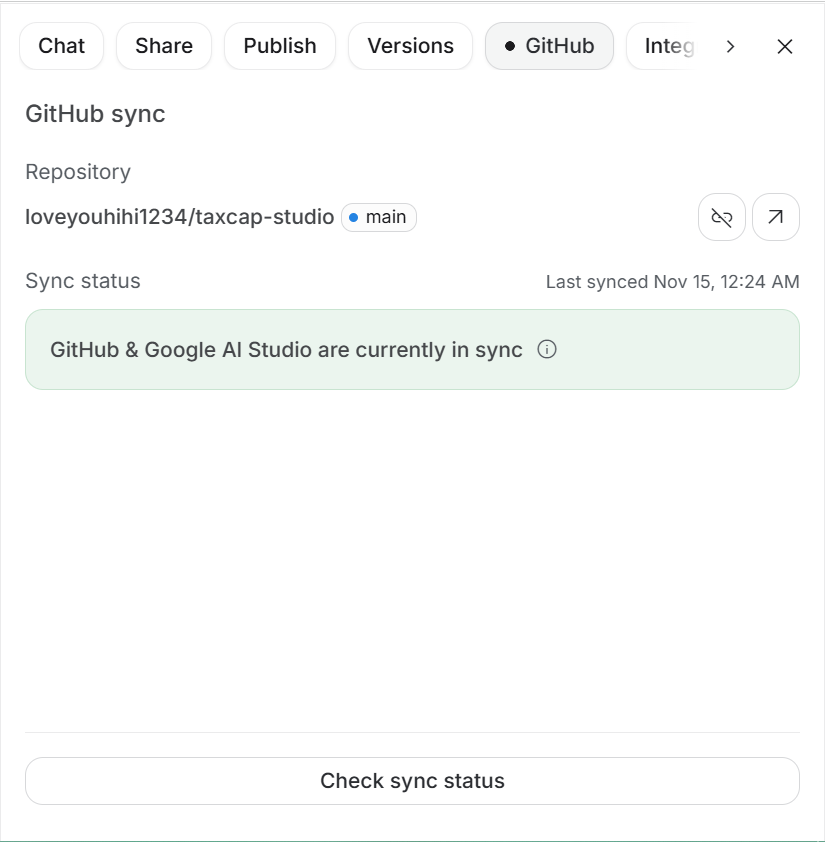 Chat Share Publish Versions GitHub Integ
GitHub sync
Repository
loveyouhihi1234/taxcap-studio main
Sync status Last synced Nov 15, 12:24 AM
GitHub & Google AI Studio are currently in sync
Check sync status